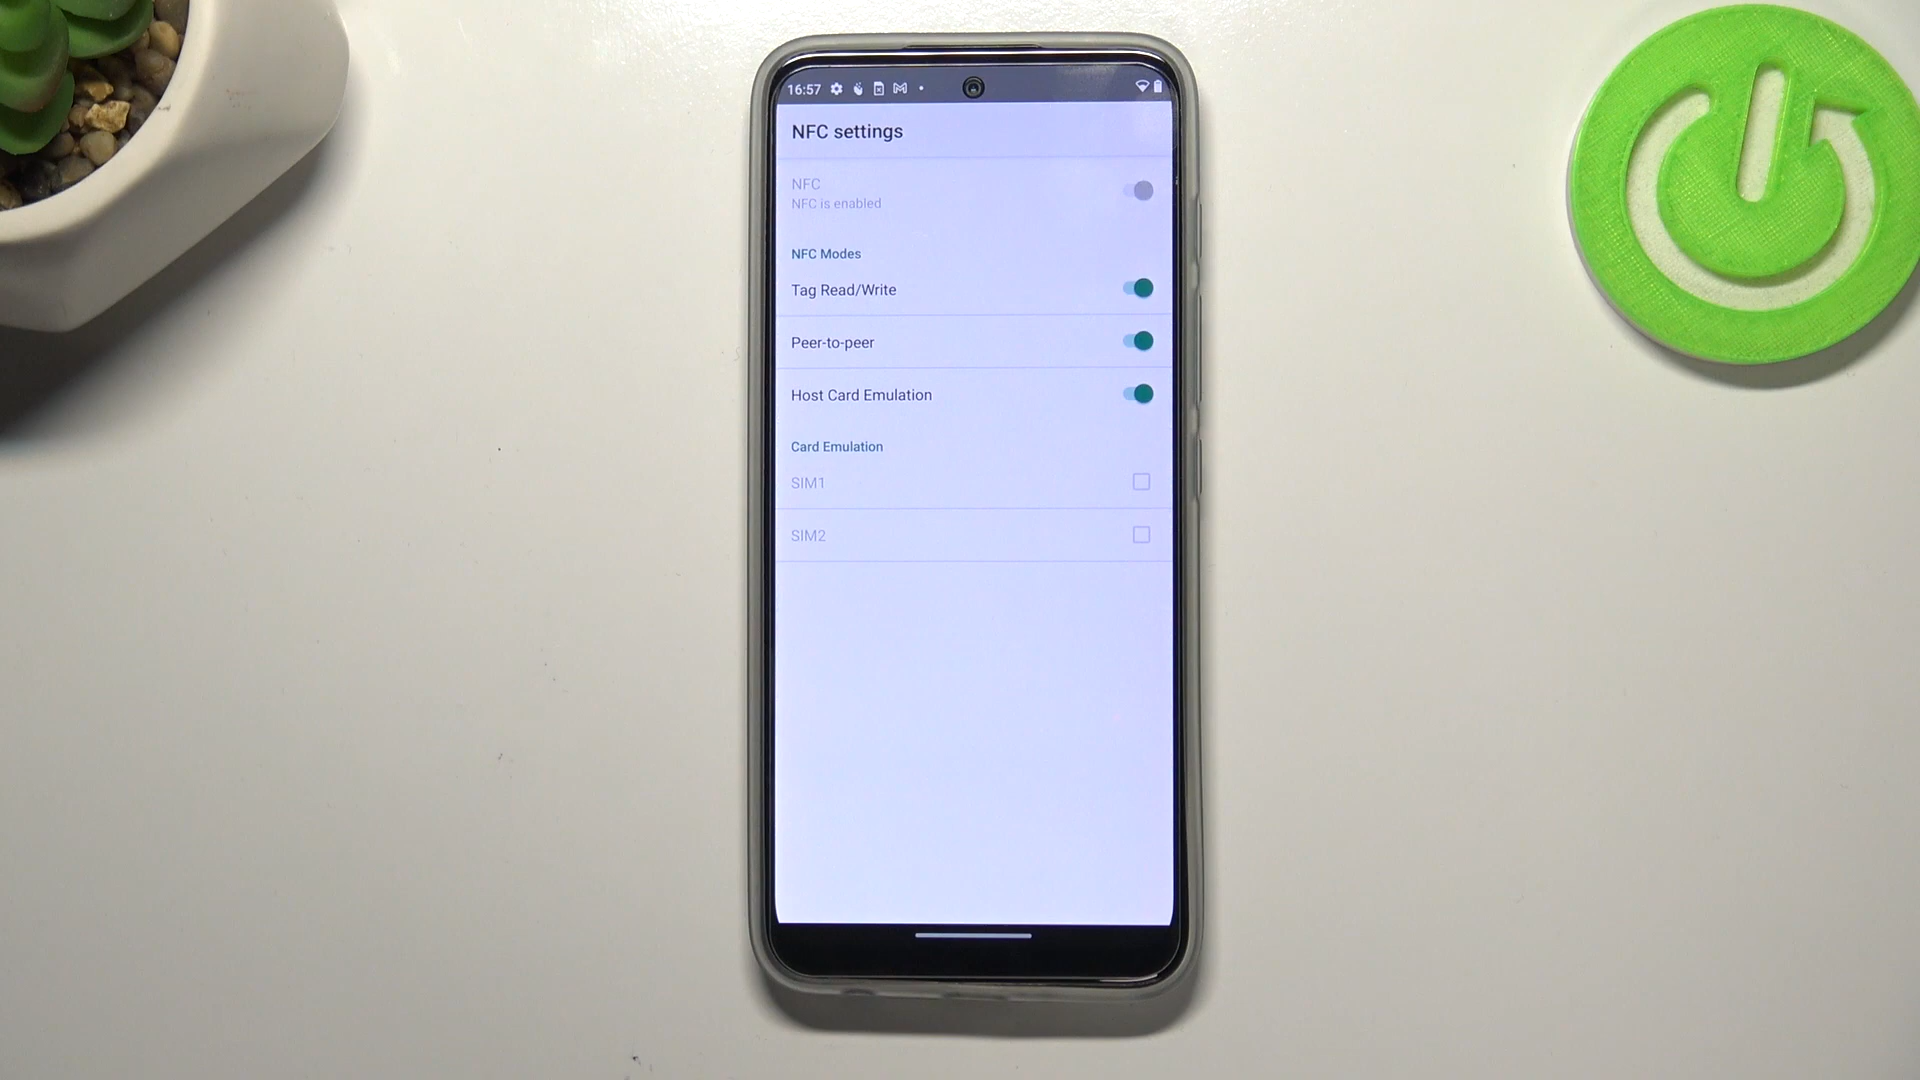 16:57
NFC settings
NFC
NFC is enabled
NFC Modes
Tag Read/Write
Peer-to-peer
Host Card Emulation
Card Emulation
SIM1
SIM2